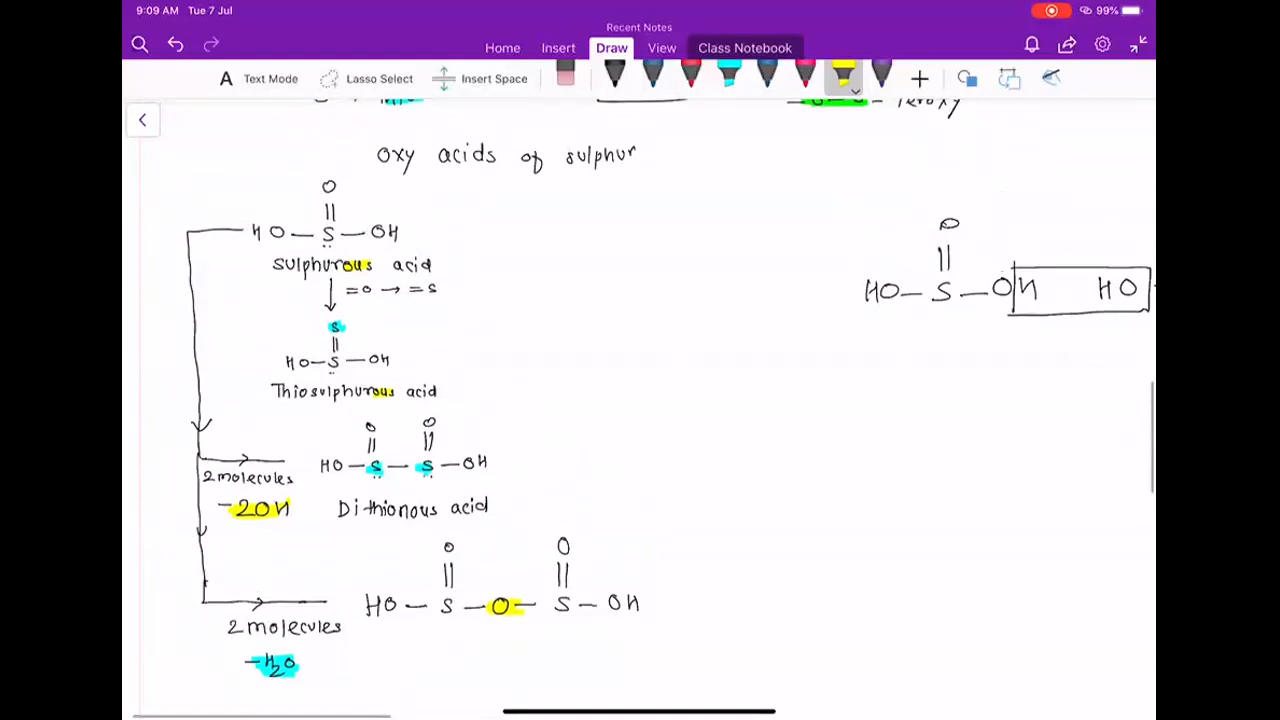 9:09 AM Tue 7 Jul
99%
Recent Notes
Home Insert Draw View Class Notebook
A Text Mode Lasso Select Insert Space
Peroxy
Oxy acids of sulphur
O
||
HO — S — OH
Sulphurous acid
=O → =S
S
||
HO—S—OH
Thiosulphurous acid
O
||
HO— S —OH HO
O O
|| ||
HO — S — S — OH
2 molecules
-2OH Dithionous acid
O O
|| ||
HO — S — O — S — OH
2 molecules
-H2O